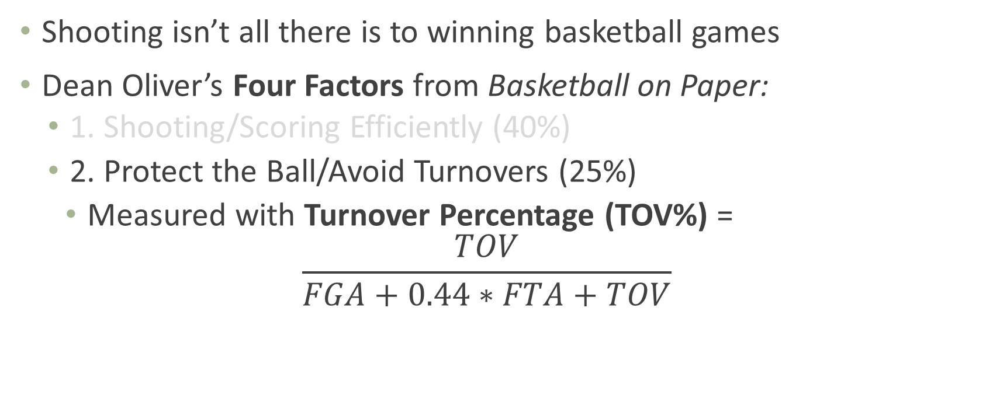 • Shooting isn’t all there is to winning basketball games
• Dean Oliver’s Four Factors from Basketball on Paper:
• 1. Shooting/Scoring Efficiently (40%)
• 2. Protect the Ball/Avoid Turnovers (25%)
• Measured with Turnover Percentage (TOV%) =
TOV
FGA + 0.44 * FTA + TOV